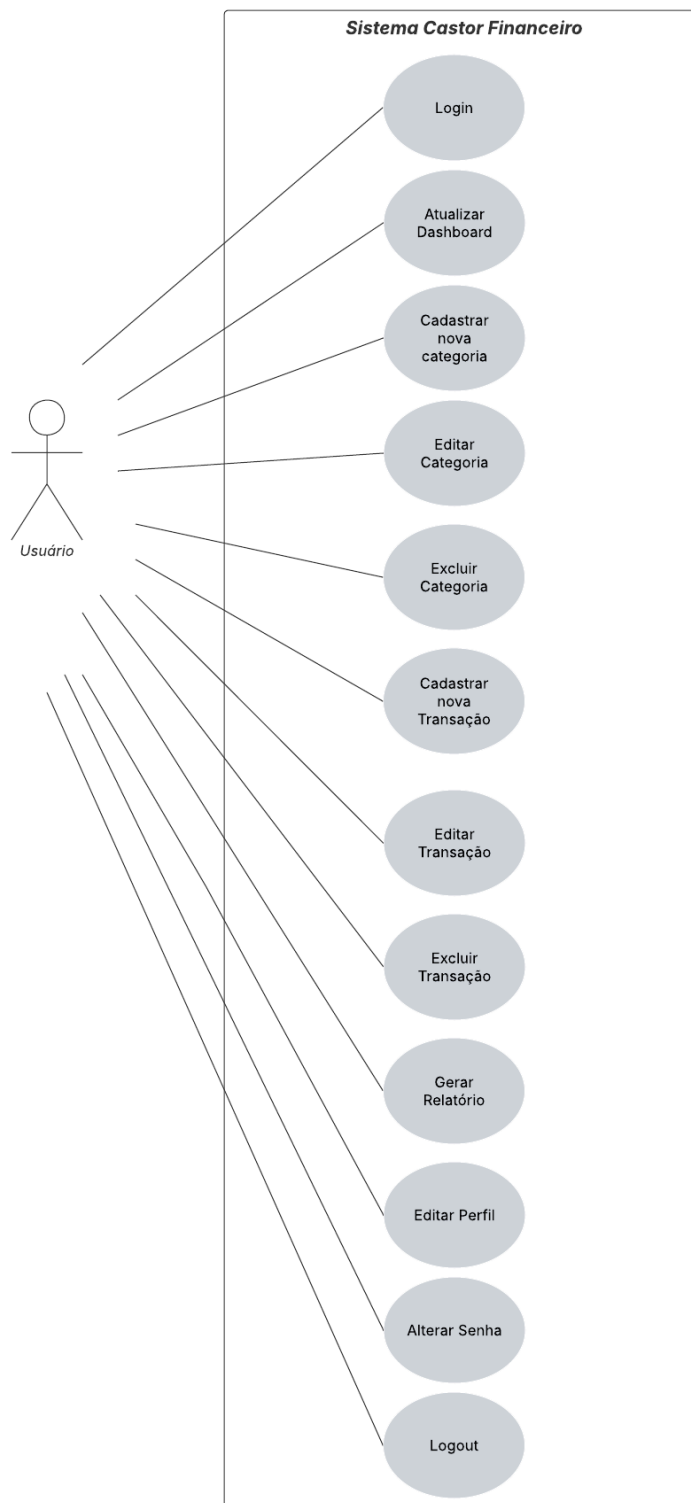 Sistema Castor Financeiro
Login
Atualizar
Dashboard
Cadastrar
nova
categoria
Editar
Categoria
Usuário
Excluir
Categoria
Cadastrar
nova
Transação
Editar
Transação
Excluir
Transação
Gerar
Relatório
Editar Perfil
Alterar Senha
Logout